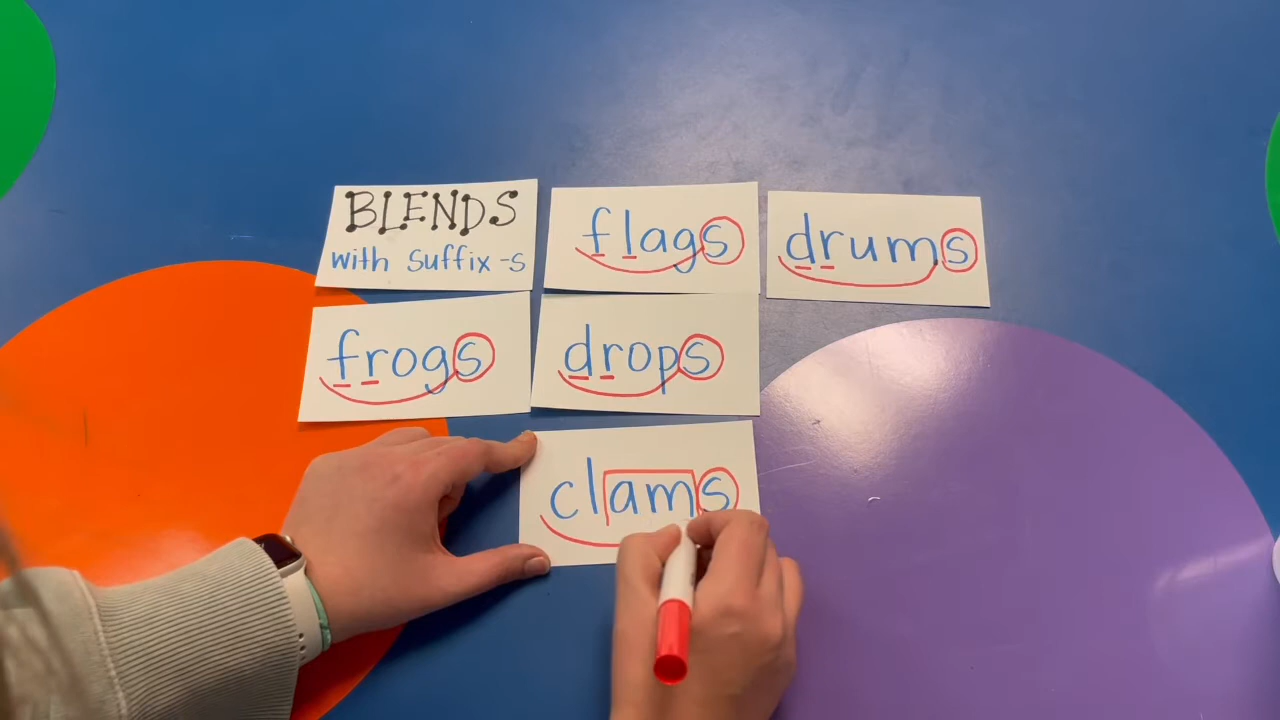 BLENDS
with Suffix -s
flags
drums
frogs
drops
clams